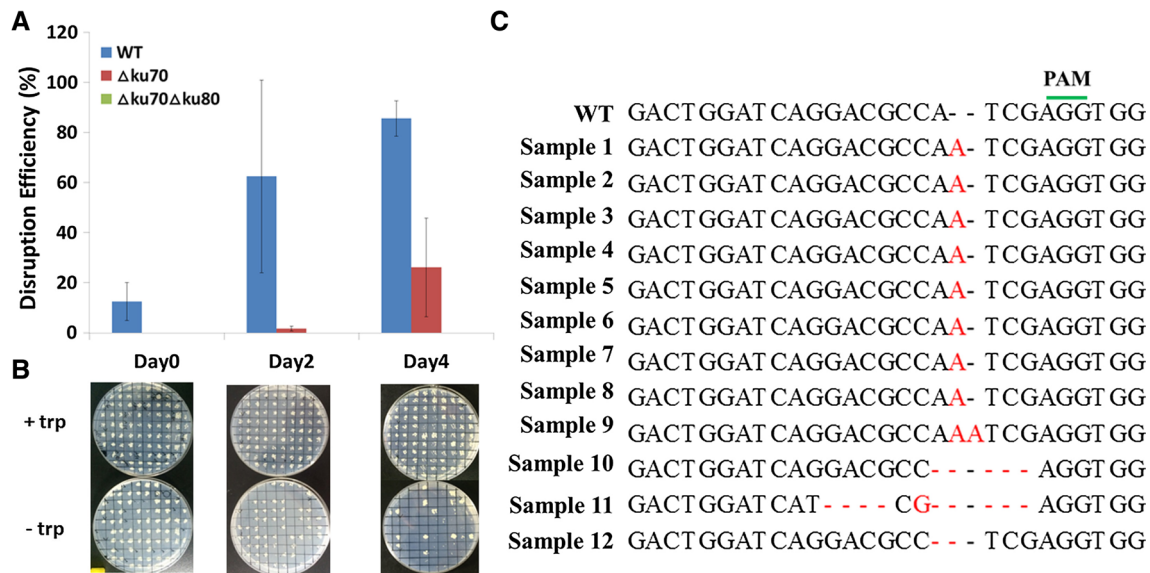 A
120
100
80
60
40
20
0
Disruption Efficiency (%)
WT
Δku70
Δku70Δku80
Day0 Day2 Day4
B
+ trp
- trp
C
PAM
WT GACTGGATCAGGACGCCA- - TCGAGGTGG
Sample 1 GACTGGATCAGGACGCCAA- TCGAGGTGG
Sample 2 GACTGGATCAGGACGCCAA- TCGAGGTGG
Sample 3 GACTGGATCAGGACGCCAA- TCGAGGTGG
Sample 4 GACTGGATCAGGACGCCAA- TCGAGGTGG
Sample 5 GACTGGATCAGGACGCCAA- TCGAGGTGG
Sample 6 GACTGGATCAGGACGCCAA- TCGAGGTGG
Sample 7 GACTGGATCAGGACGCCAA- TCGAGGTGG
Sample 8 GACTGGATCAGGACGCCAA- TCGAGGTGG
Sample 9 GACTGGATCAGGACGCCAAATCGAGGTGG
Sample 10 GACTGGATCAGGACGCC- - - - - - AGGTGG
Sample 11 GACTGGATCAT- - - - CG- - - - - - AGGTGG
Sample 12 GACTGGATCAGGACGCC- - - TCGAGGTGG